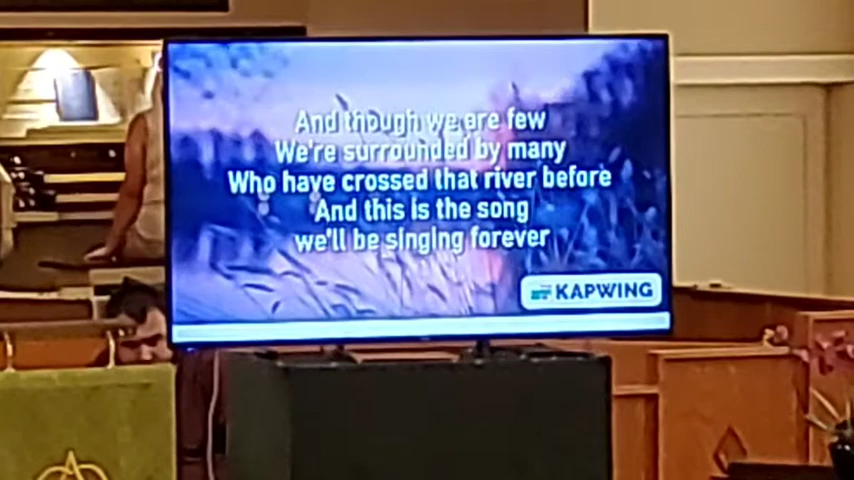 And though we are few
We're surrounded by many
Who have crossed that river before
And this is the song
we'll be singing forever
KAPWING